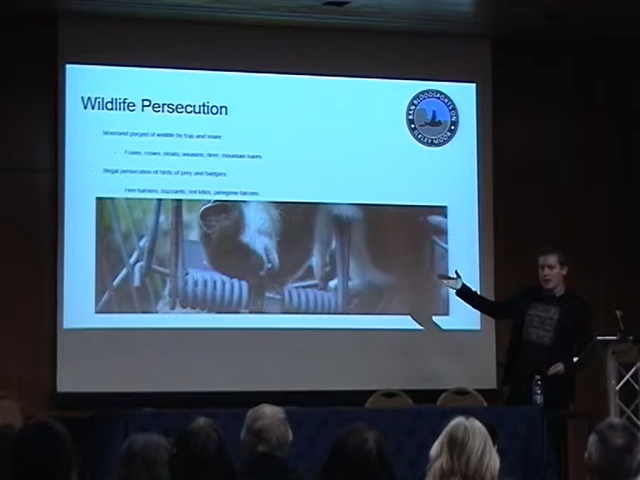 Wildlife Persecution
Moorland purged of wildlife by trap and snare
Foxes, crows, stoats, weasels, deer, mountain hares
Illegal persecution of birds of prey and badgers
Hen harriers, buzzards, red kites, peregrine falcons
BAN BLOODSPORTS ON
ILKLEY MOOR